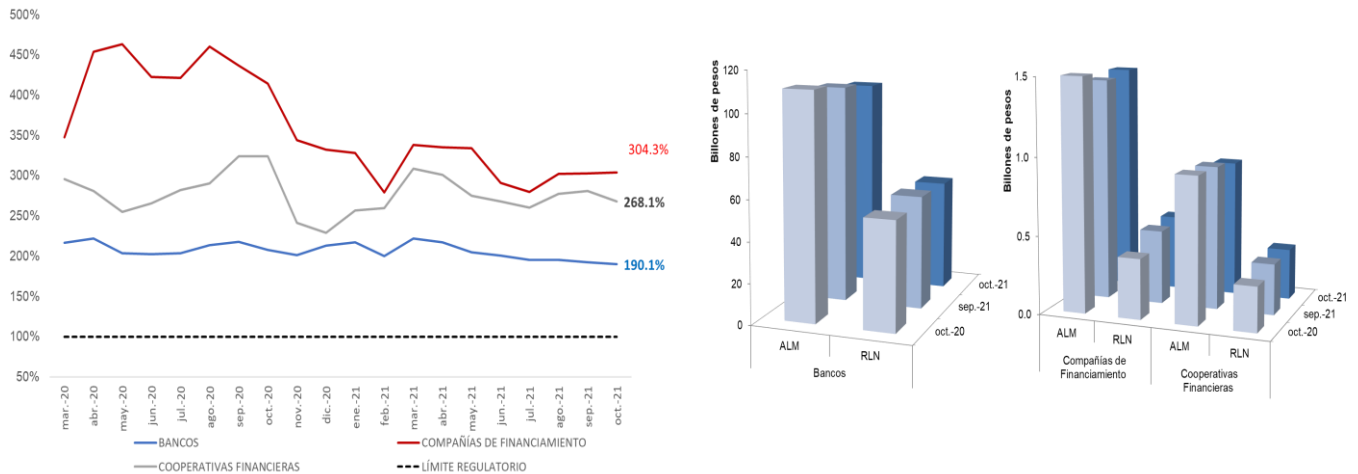 500%
450%
400%
350%
300%
250%
200%
150%
100%
50%
304.3%
268.1%
190.1%
mar.-20
abr.-20
may.-20
jun.-20
jul.-20
ago.-20
sep.-20
oct.-20
nov.-20
dic.-20
ene.-21
feb.-21
mar.-21
abr.-21
may.-21
jun.-21
jul.-21
ago.-21
sep.-21
oct.-21
BANCOS
COMPAÑÍAS DE FINANCIAMIENTO
COOPERATIVAS FINANCIERAS
LÍMITE REGULATORIO
Billones de pesos
120
100
80
60
40
20
0
ALM
RLN
Bancos
oct.-21
sep.-21
oct.-20
Billones de pesos
1.5
1.0
0.5
0.0
ALM
RLN
ALM
RLN
Compañías de
Financiamiento
Cooperativas
Financieras
oct.-21
sep.-21
oct.-20